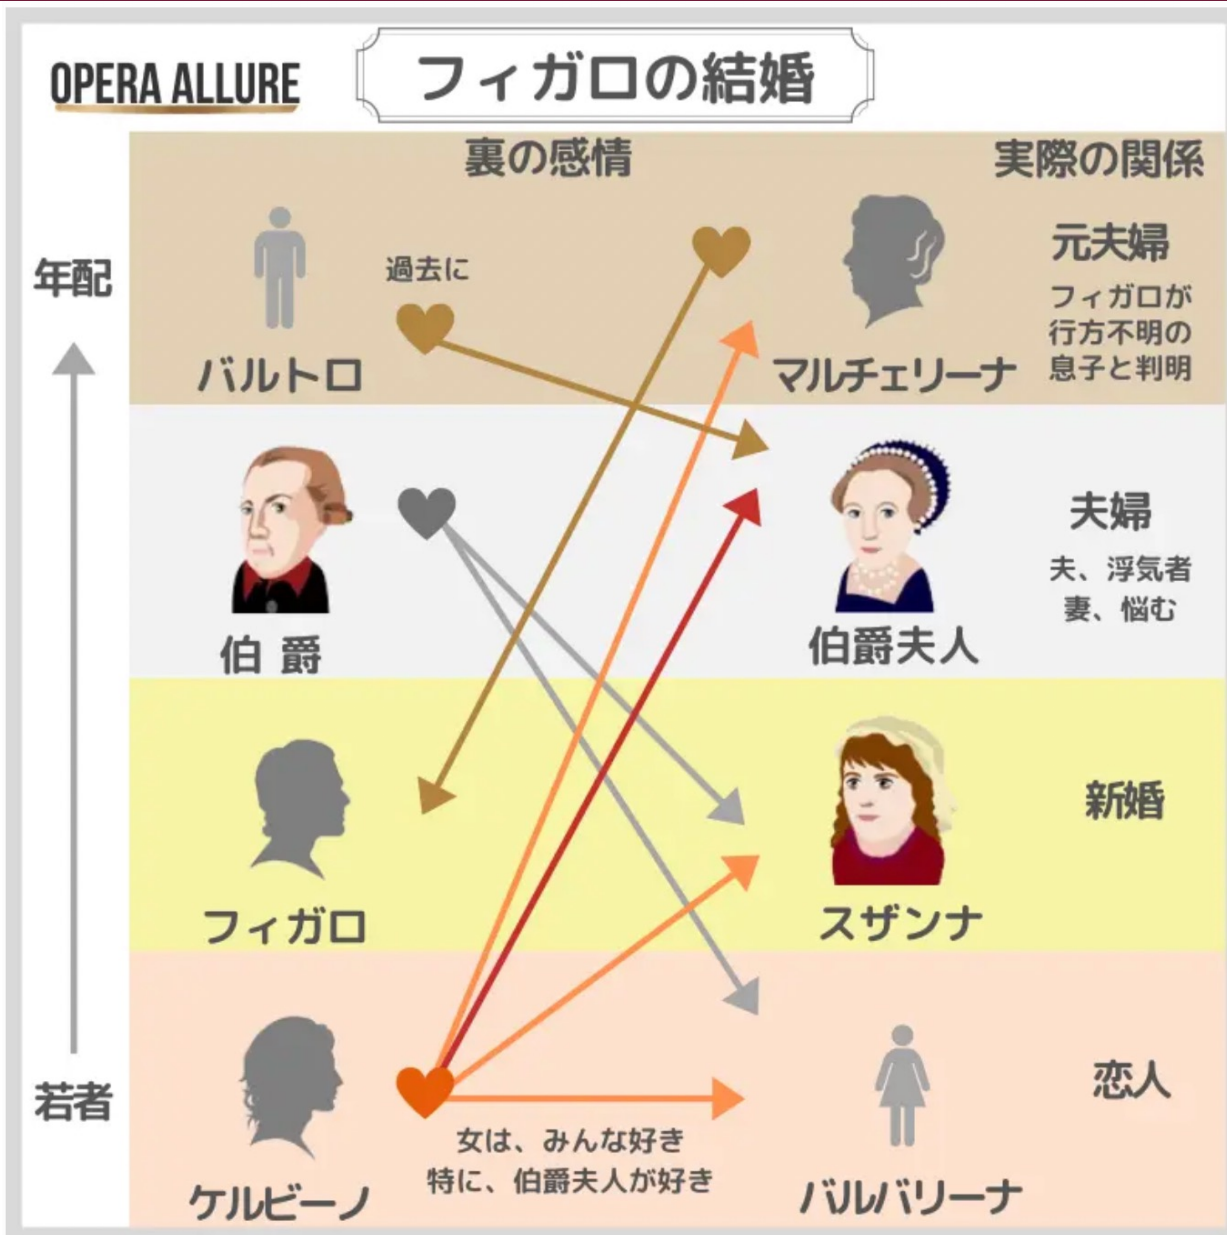 OPERA ALLURE
フィガロの結婚
裏の感情
実際の関係
年配
過去に
バルトロ
マルチェリーナ
元夫婦
フィガロが
行方不明の
息子と判明
伯 爵
伯爵夫人
夫婦
夫、浮気者
妻、悩む
フィガロ
スザンナ
新婚
若者
女は、みんな好き
特に、伯爵夫人が好き
ケルビーノ
バルバリーナ
恋人